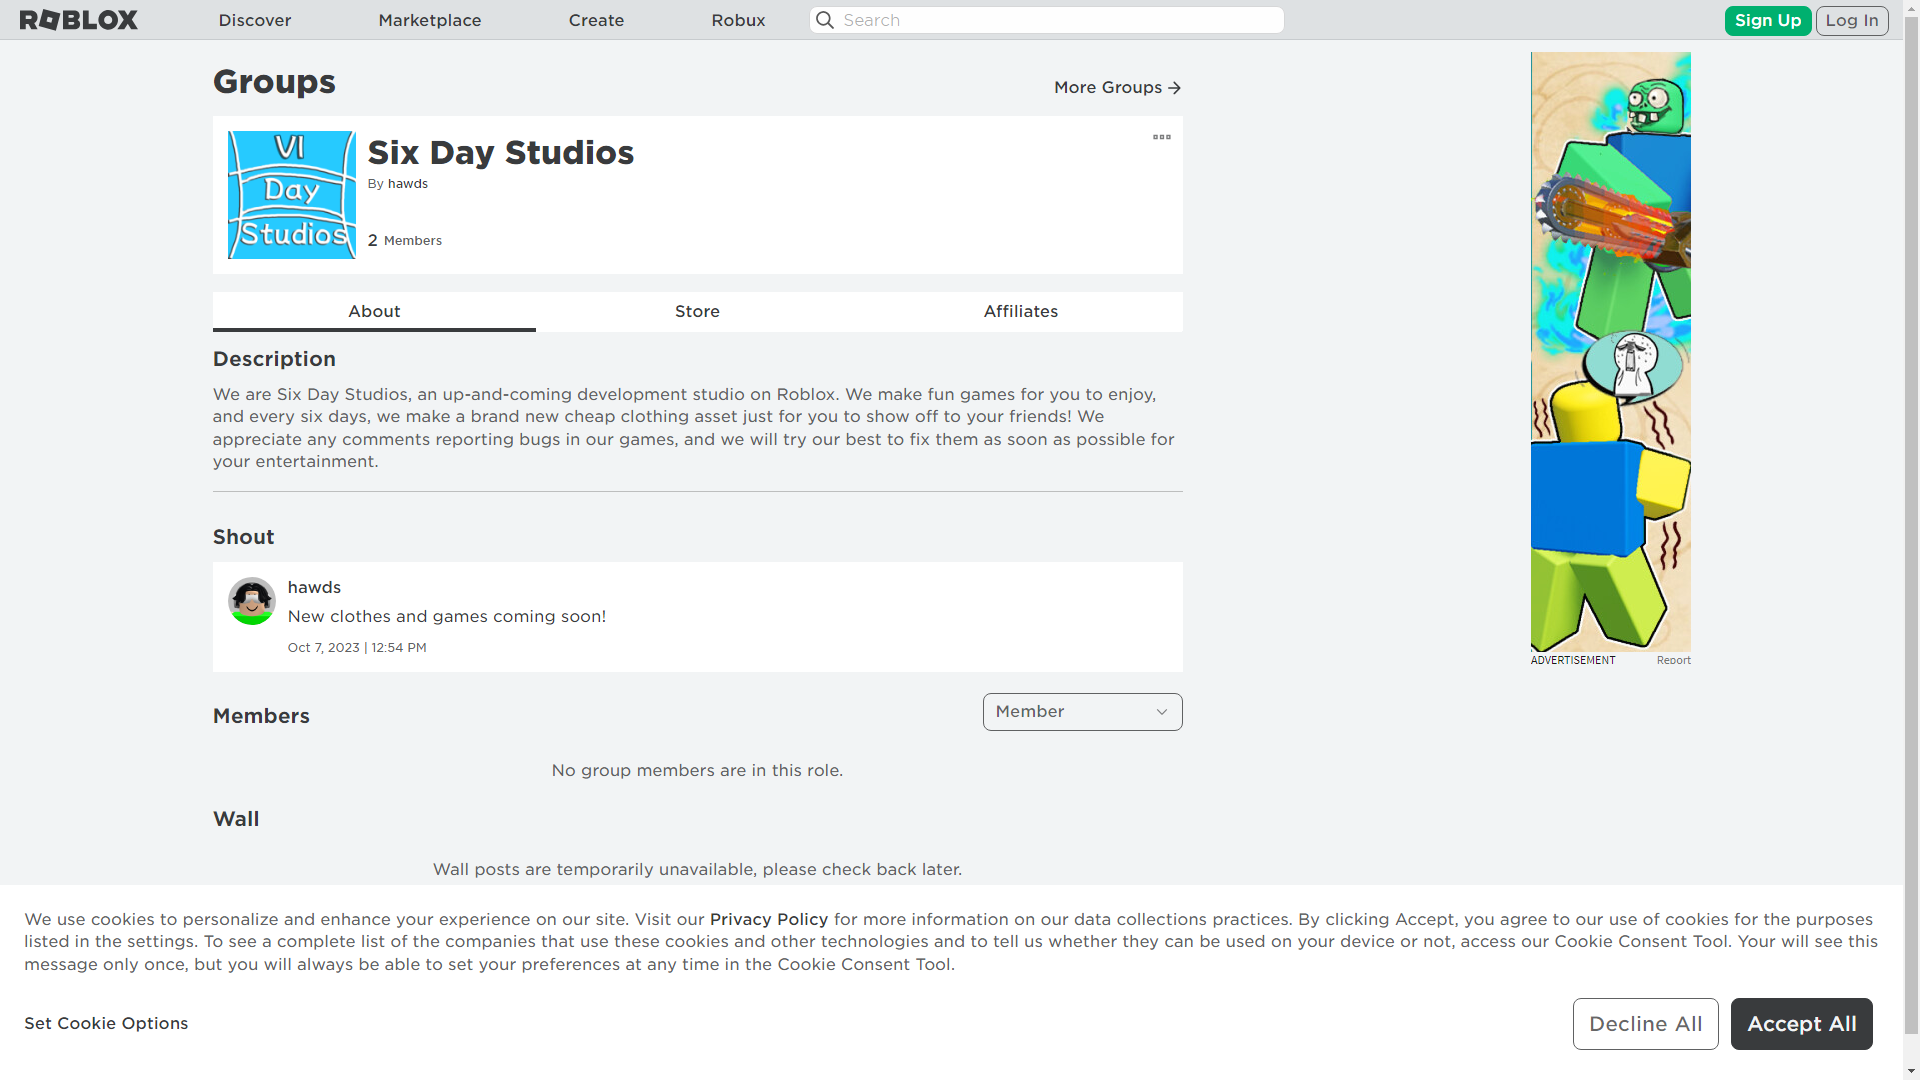 ROBLOX
Discover
Marketplace
Create
Robux
Search
Sign Up
Log In
Groups
More Groups
VI
Day
Studios
Six Day Studios
By hawds
2 Members
About
Store
Affiliates
Description
We are Six Day Studios, an up-and-coming development studio on Roblox. We make fun games for you to enjoy,
and every six days, we make a brand new cheap clothing asset just for you to show off to your friends! We
appreciate any comments reporting bugs in our games, and we will try our best to fix them as soon as possible for
your entertainment.
Shout
hawds
New clothes and games coming soon!
Oct 7, 2023 | 12:54 PM
ADVERTISEMENT
Report
Members
Member
No group members are in this role.
Wall
Wall posts are temporarily unavailable, please check back later.
We use cookies to personalize and enhance your experience on our site. Visit our Privacy Policy for more information on our data collections practices. By clicking Accept, you agree to our use of cookies for the purposes
listed in the settings. To see a complete list of the companies that use these cookies and other technologies and to tell us whether they can be used on your device or not, access our Cookie Consent Tool. Your will see this
message only once, but you will always be able to set your preferences at any time in the Cookie Consent Tool.
Set Cookie Options
Decline All
Accept All